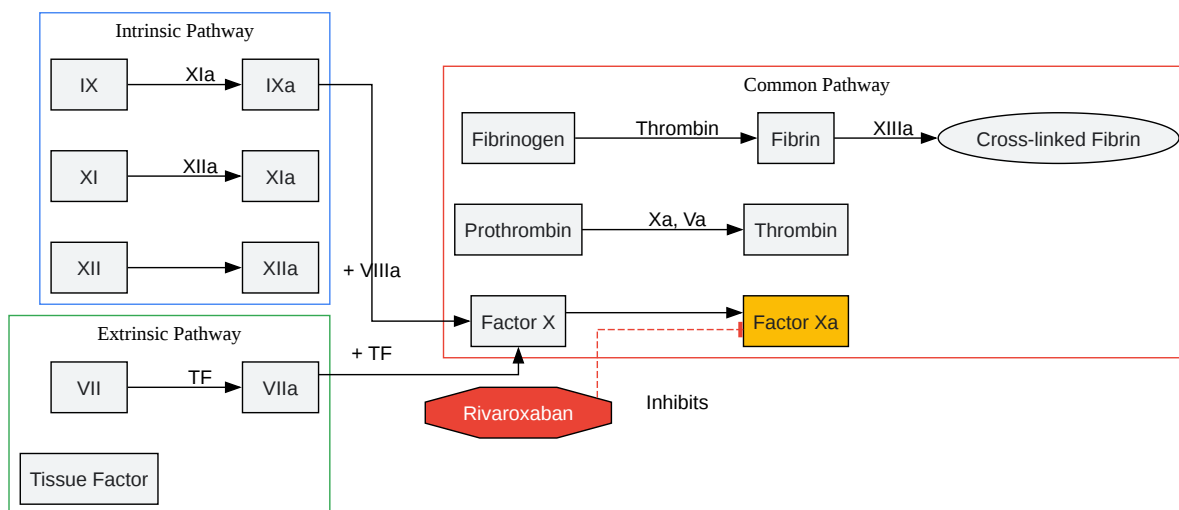 Intrinsic Pathway
IX
XIa
IXa
XI
XIIa
XIa
XII
XIIa
+ VIIIa
Extrinsic Pathway
VII
TF
VIIa
+ TF
Tissue Factor
Common Pathway
Fibrinogen
Thrombin
Fibrin
XIIIa
Cross-linked Fibrin
Prothrombin
Xa, Va
Thrombin
Factor X
Factor Xa
Rivaroxaban
Inhibits